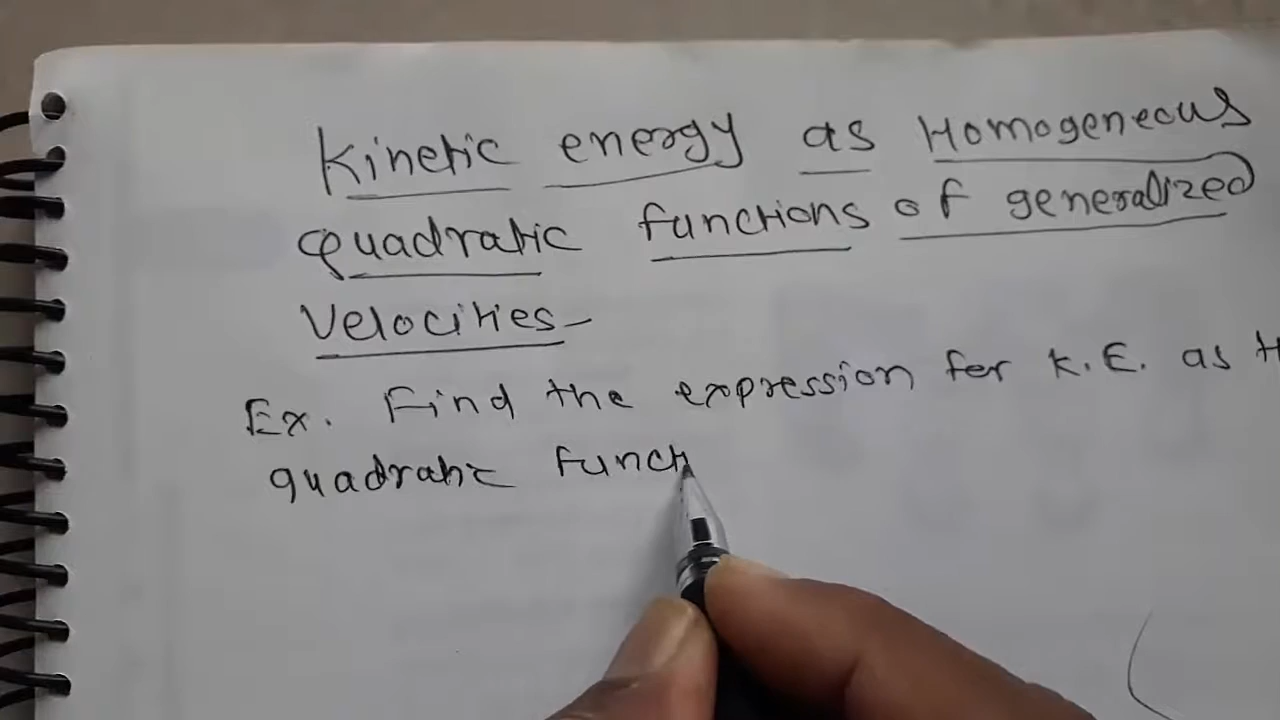 Kinetic energy as Homogeneous
quadratic functions of generalized
Velocities-
Ex. Find the expression for K.E. as H
quadratic funct